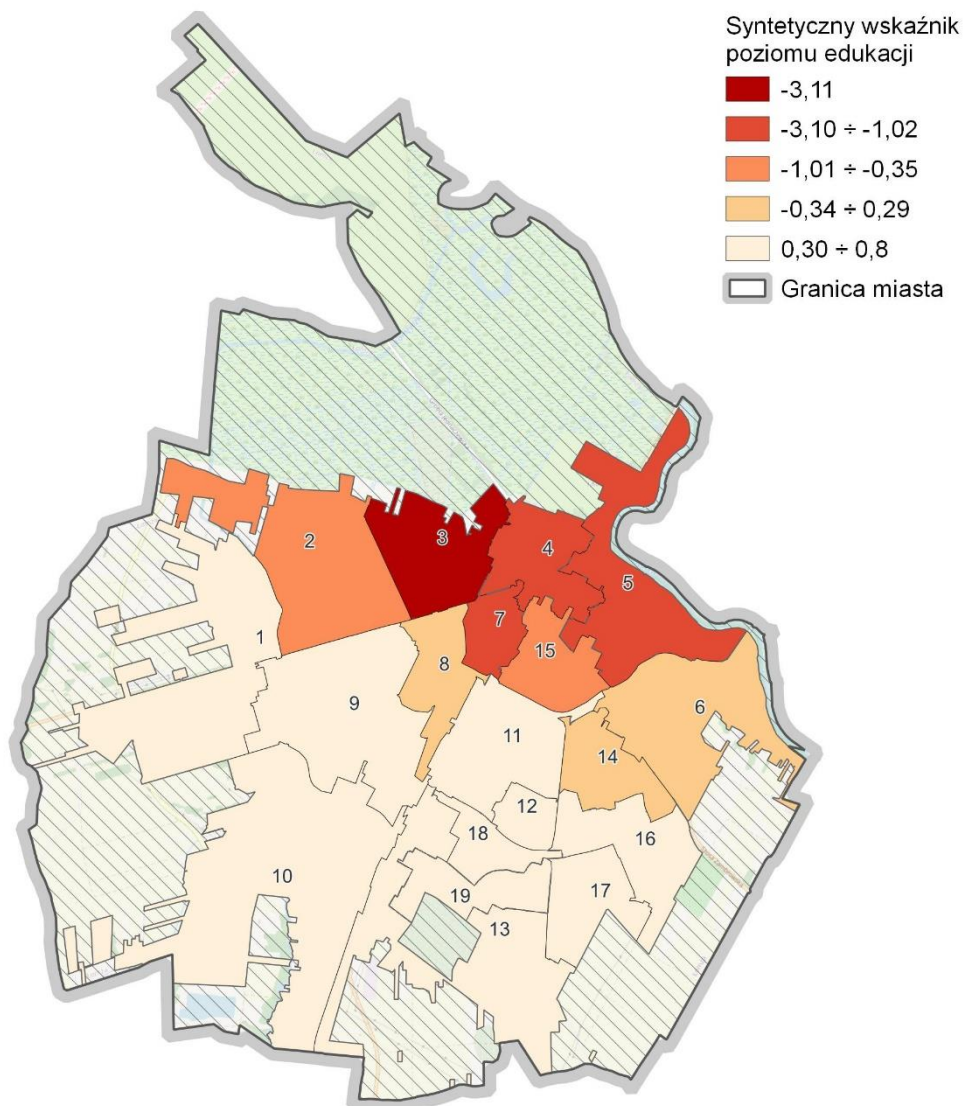 Syntetyczny wskaźnik
poziomu edukacji
-3,11
-3,10 ÷ -1,02
-1,01 ÷ -0,35
-0,34 ÷ 0,29
0,30 ÷ 0,8
Granica miasta
3
2
4
5
7
1
15
8
9
6
11
14
12
18
16
10
19
17
13